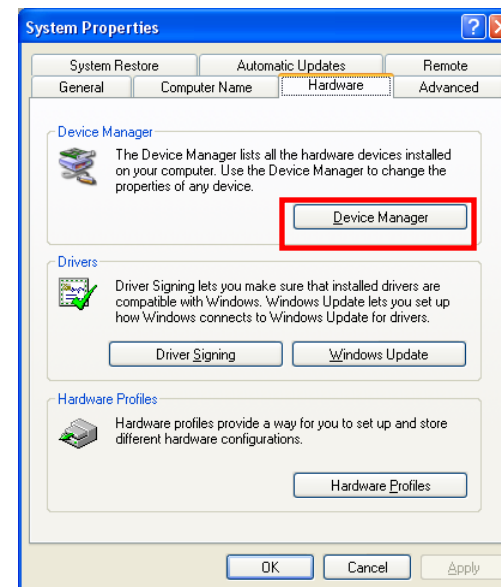 System Properties
System Restore Automatic Updates Remote
General Computer Name Hardware Advanced
Device Manager
The Device Manager lists all the hardware devices installed
on your computer. Use the Device Manager to change the
properties of any device.
Device Manager
Drivers
Driver Signing lets you make sure that installed drivers are
compatible with Windows. Windows Update lets you set up
how Windows connects to Windows Update for drivers.
Driver Signing Windows Update
Hardware Profiles
Hardware profiles provide a way for you to set up and store
different hardware configurations.
Hardware Profiles
OK Cancel Apply